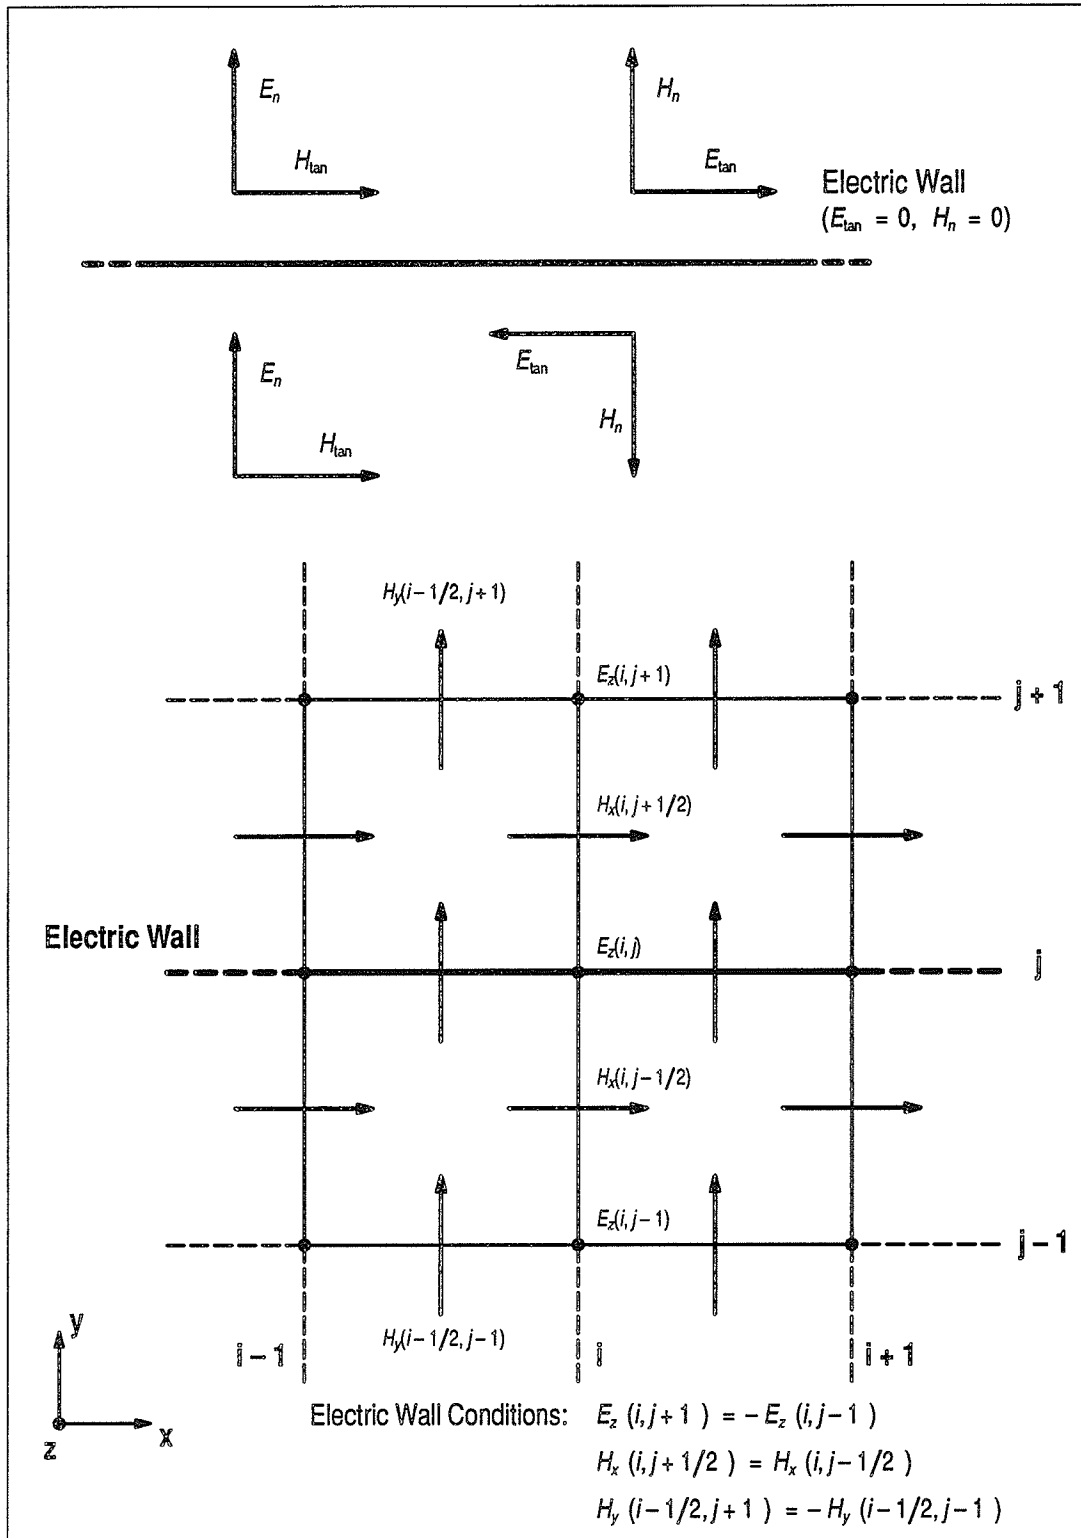 E_n
H_n
H_tan
E_tan
Electric Wall
(E_tan = 0, H_n = 0)
E_tan
E_n
H_n
H_tan
H_y(i−1/2, j+1)
E_z(i, j+1)
j+1
H_x(i, j+1/2)
Electric Wall
E_z(i, j)
j
H_x(i, j−1/2)
E_z(i, j−1)
j−1
y
H_y(i−1/2, j−1)
i−1
i
i+1
x
z
Electric Wall Conditions: E_z (i, j+1) = −E_z (i, j−1)
H_x (i, j+1/2) = H_x (i, j−1/2)
H_y (i−1/2, j+1) = −H_y (i−1/2, j−1)